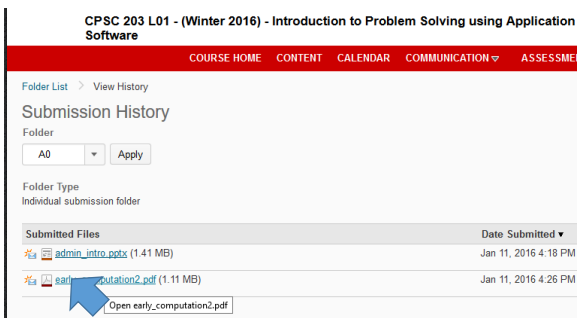 CPSC 203 L01 - (Winter 2016) - Introduction to Problem Solving using Application
Software
COURSE HOME CONTENT CALENDAR COMMUNICATION ASSESSME
Folder List > View History
Submission History
Folder
A0 Apply
Folder Type
Individual submission folder
Submitted Files Date Submitted
admin_intro.pptx (1.41 MB) Jan 11, 2016 4:18 PM
putation2.pdf (1.11 MB) Jan 11, 2016 4:26 PM
Open early_computation2.pdf